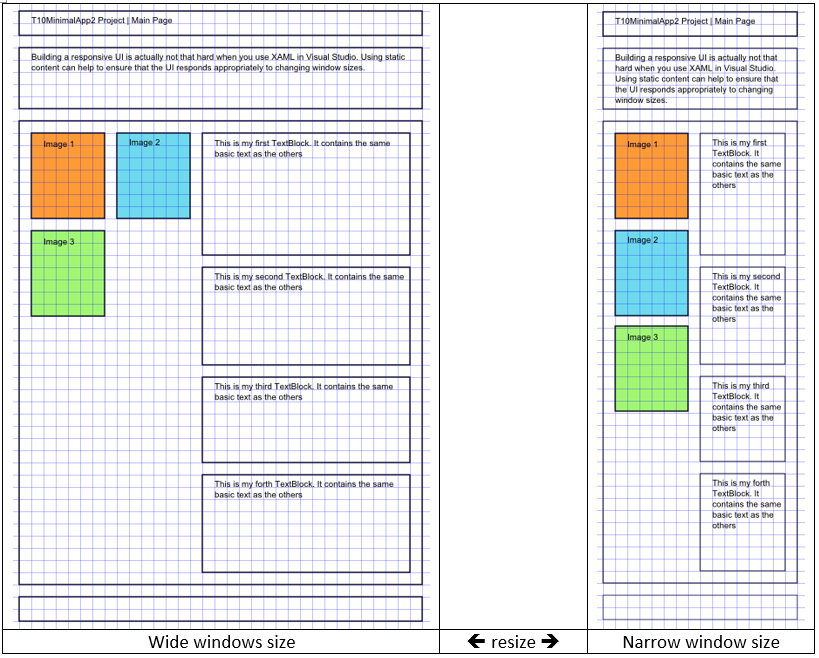 T10MinimalApp2 Project | Main Page
Building a responsive UI is actually not that hard when you use XAML in Visual Studio. Using static
content can help to ensure that the UI responds appropriately to changing window sizes.
Image 1
Image 2
This is my first TextBlock. It contains the same
basic text as the others
Image 3
This is my second TextBlock. It contains the same
basic text as the others
This is my third TextBlock. It contains the same
basic text as the others
This is my forth TextBlock. It contains the same
basic text as the others
Wide windows size
🡸 resize 🡺
T10MinimalApp2 Project | Main Page
Building a responsive UI is actually not that
hard when you use XAML in Visual Studio.
Using static content can help to ensure that
the UI responds appropriately to changing
window sizes.
Image 1
This is my first
TextBlock. It
contains the same
basic text as the
others
Image 2
This is my second
TextBlock. It
contains the same
basic text as the
others
Image 3
This is my third
TextBlock. It
contains the same
basic text as the
others
This is my forth
TextBlock. It
contains the same
basic text as the
others
Narrow window size